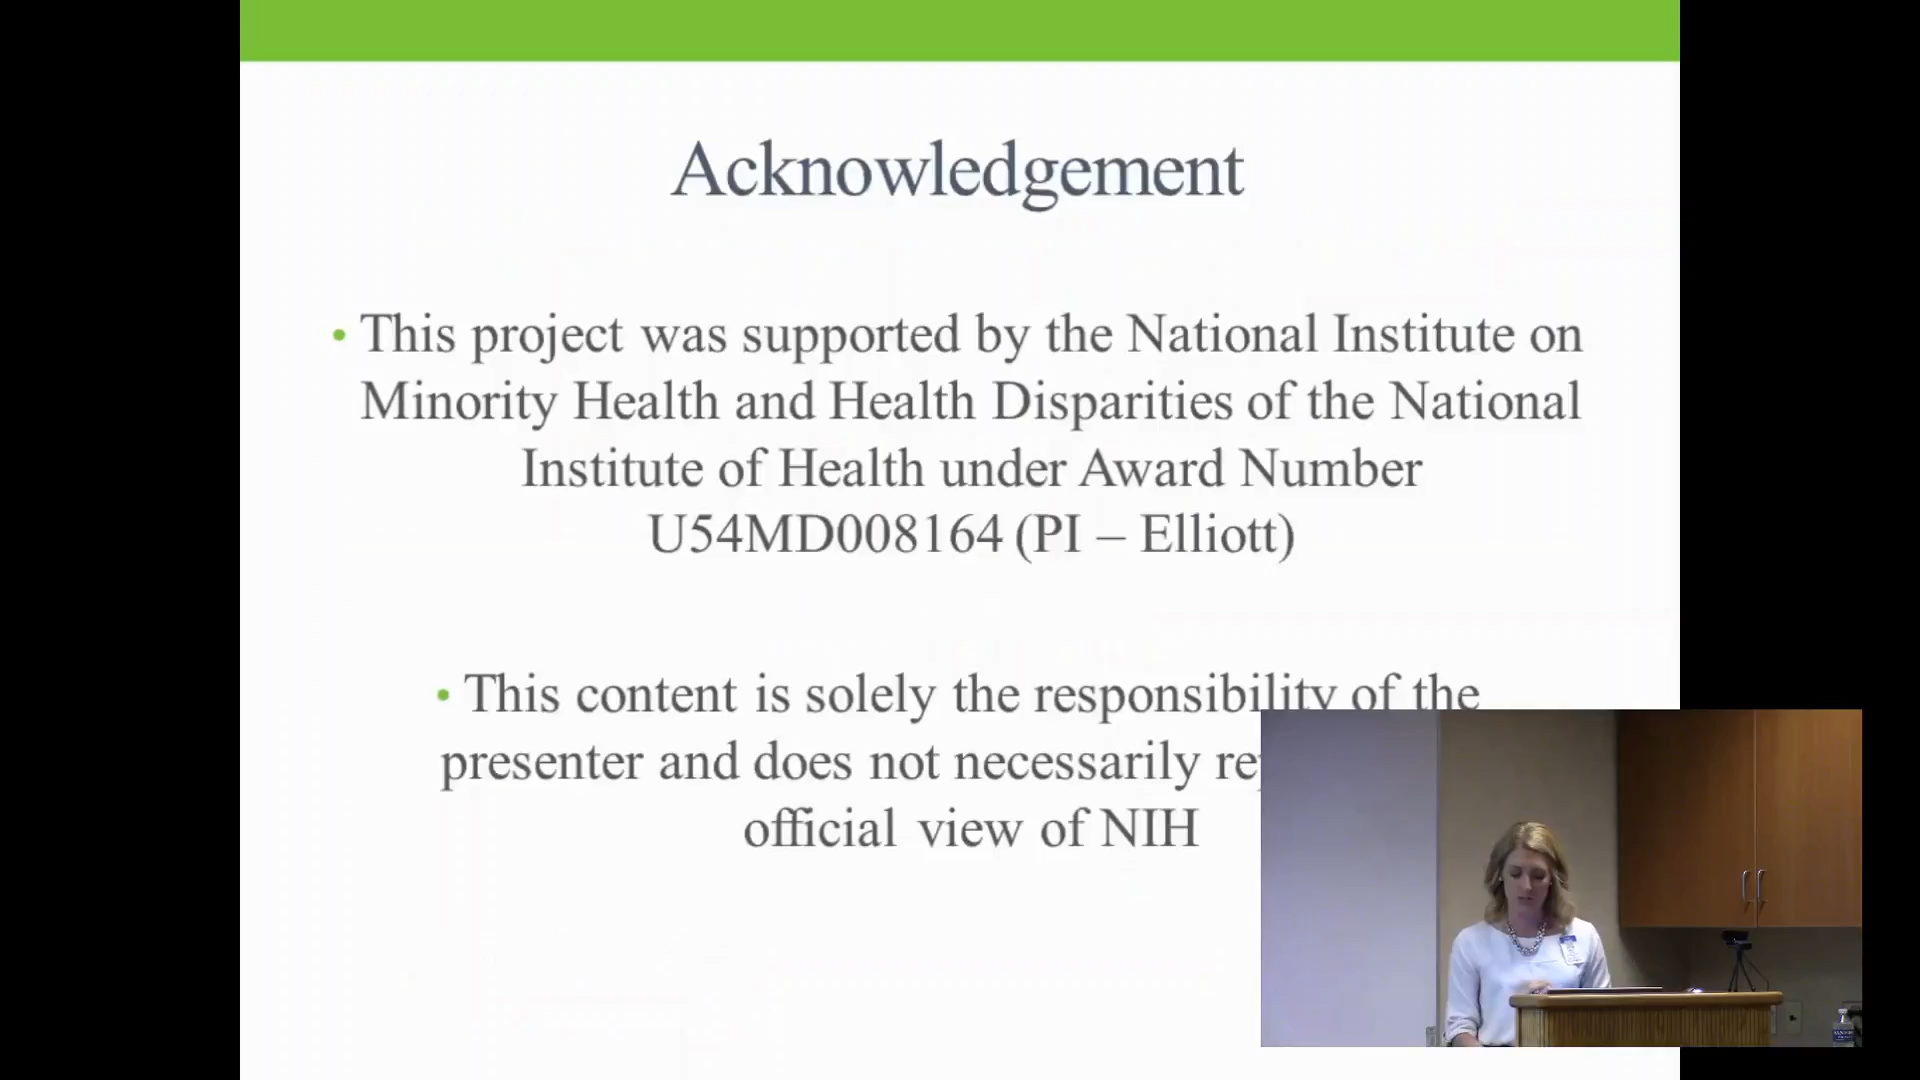 Acknowledgement
• This project was supported by the National Institute on
Minority Health and Health Disparities of the National
Institute of Health under Award Number
U54MD008164 (PI – Elliott)
• This content is solely the responsibility of the
presenter and does not necessarily
official view of NIH